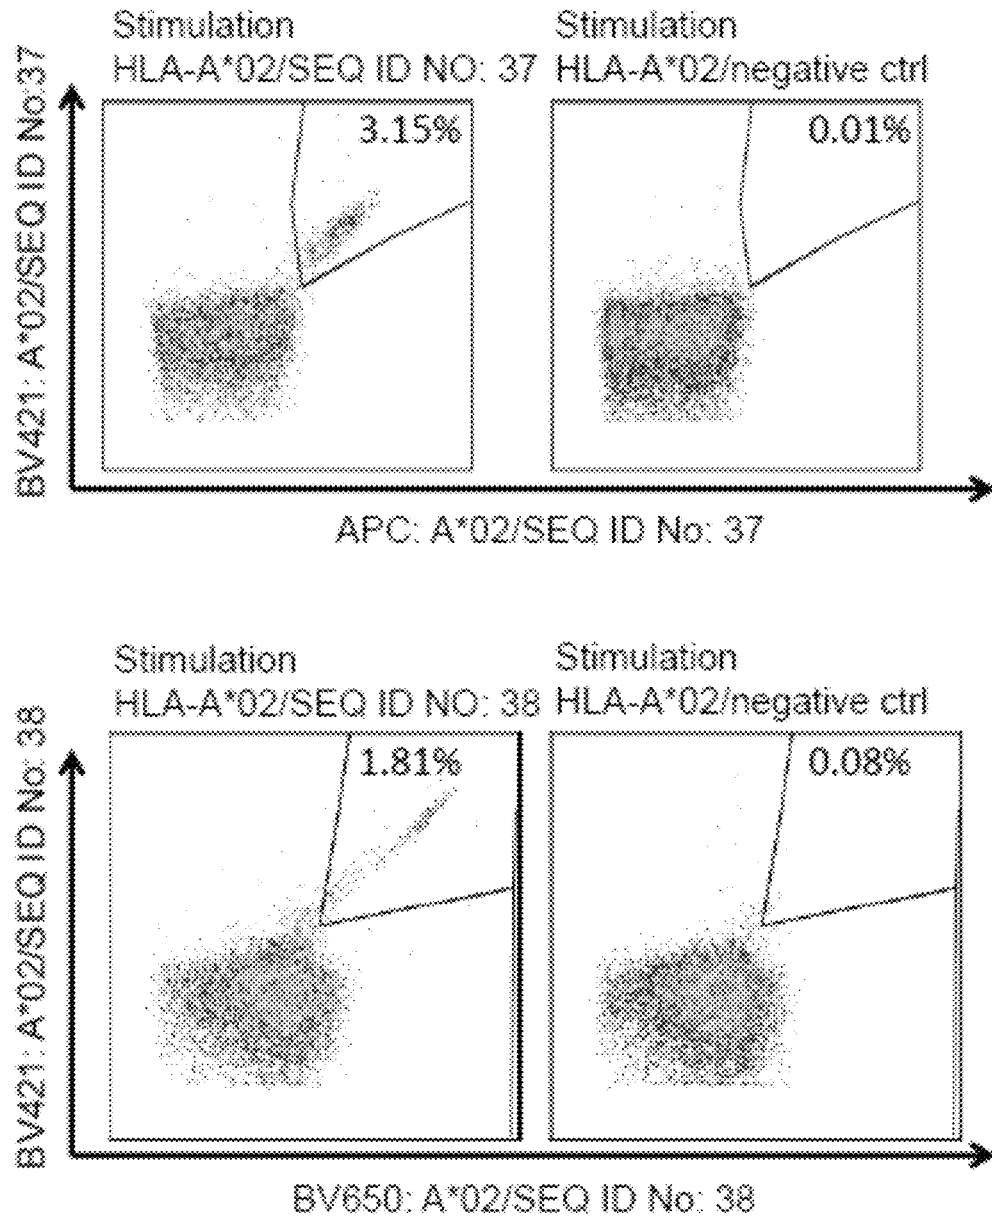 Stimulation
HLA-A*02/SEQ ID NO: 37
Stimulation
HLA-A*02/negative ctrl
3.15%
0.01%
BV421: A*02/SEQ ID No:37
APC: A*02/SEQ ID No: 37
Stimulation
HLA-A*02/SEQ ID NO: 38
Stimulation
HLA-A*02/negative ctrl
1.81%
0.08%
BV421: A*02/SEQ ID No: 38
BV650: A*02/SEQ ID No: 38